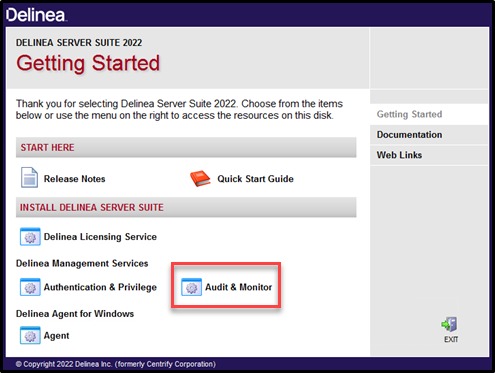 Delinea
DELINEA SERVER SUITE 2022
Getting Started
Thank you for selecting Delinea Server Suite 2022. Choose from the items
below or use the menu on the right to access the resources on this disk.
START HERE
Release Notes
Quick Start Guide
INSTALL DELINEA SERVER SUITE
Delinea Licensing Service
Delinea Management Services
Authentication & Privilege
Audit & Monitor
Delinea Agent for Windows
Agent
Getting Started
Documentation
Web Links
EXIT
© Copyright 2022 Delinea Inc. (formerly Centrify Corporation)